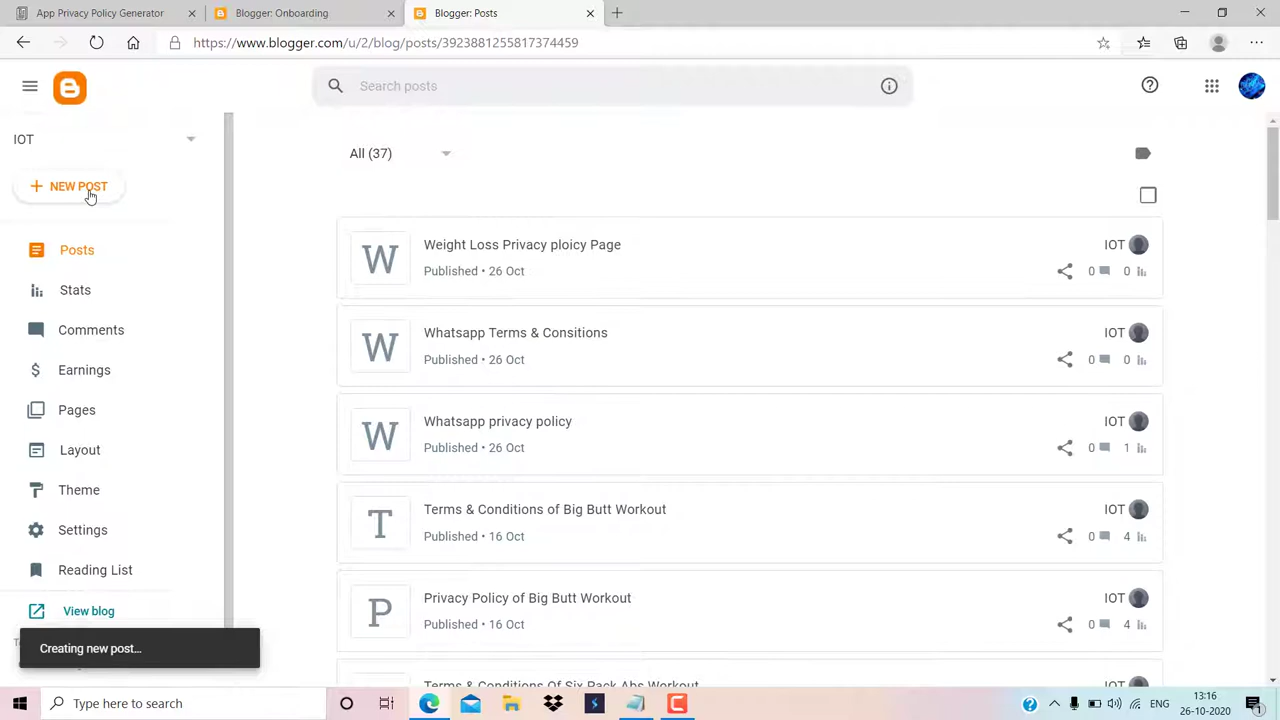 App Privacy Policy Generator
Blogger: Onboarding
Blogger: Posts
https://www.blogger.com/u/2/blog/posts/3923881255817374459
Search posts
IOT
NEW POST
All (37)
Posts
Stats
Comments
Earnings
Pages
Layout
Theme
Settings
Reading List
View blog
Creating new post...
W
Weight Loss Privacy ploicy Page
IOT
Published • 26 Oct
0
0
W
Whatsapp Terms & Consitions
IOT
Published • 26 Oct
0
0
W
Whatsapp privacy policy
IOT
Published • 26 Oct
0
1
T
Terms & Conditions of Big Butt Workout
IOT
Published • 16 Oct
0
4
P
Privacy Policy of Big Butt Workout
IOT
Published • 16 Oct
0
4
Terms & Conditions Of Six Pack Abs Workout
IOT
Type here to search
ENG
13:16
26-10-2020
1